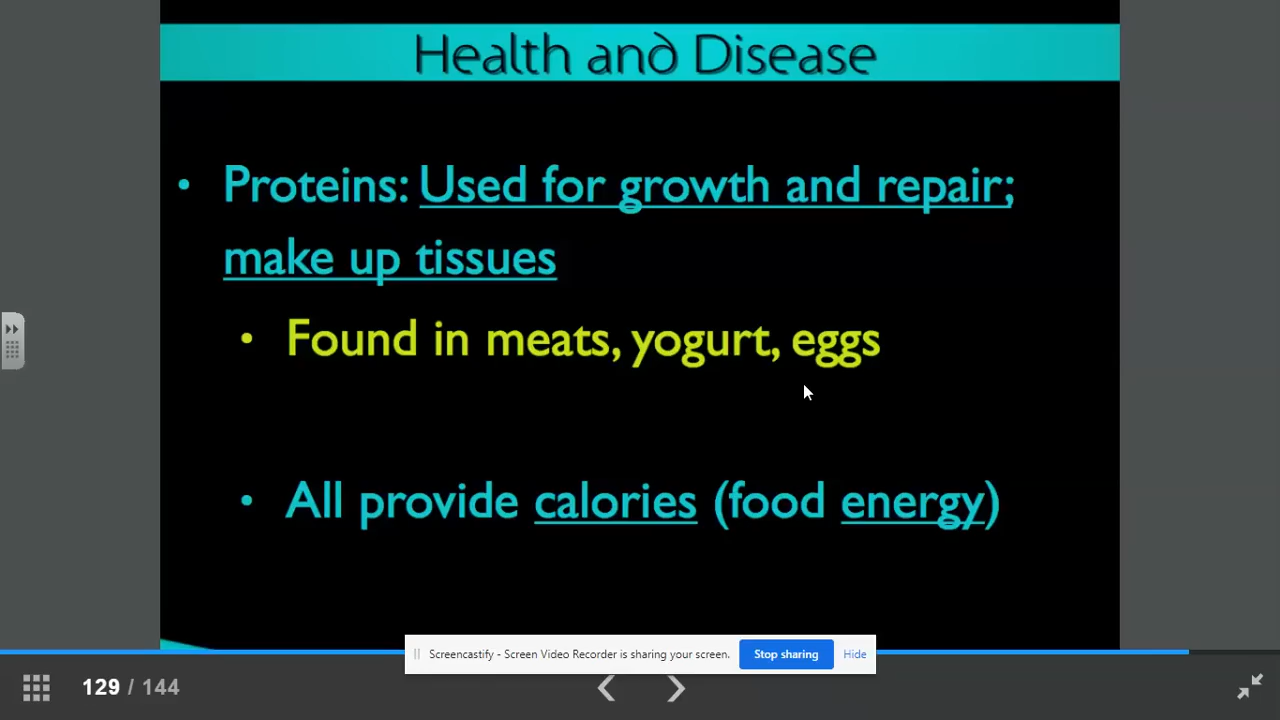 Health and Disease
• Proteins: Used for growth and repair;
make up tissues
• Found in meats, yogurt, eggs
• All provide calories (food energy)
Screencastify - Screen Video Recorder is sharing your screen. Stop sharing Hide
129 / 144